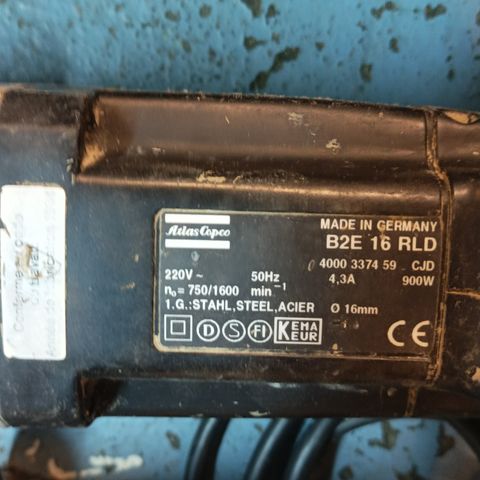 Atlas Copco
MADE IN GERMANY
B2E 16 RLD
4000 3374 59 CJD
220V ~ 50Hz 4,3A 900W
n₀ = 750/1600 min⁻¹
1.G.:STAHL,STEEL,ACIER Ø 16mm
D S FI KEMA KEUR CE